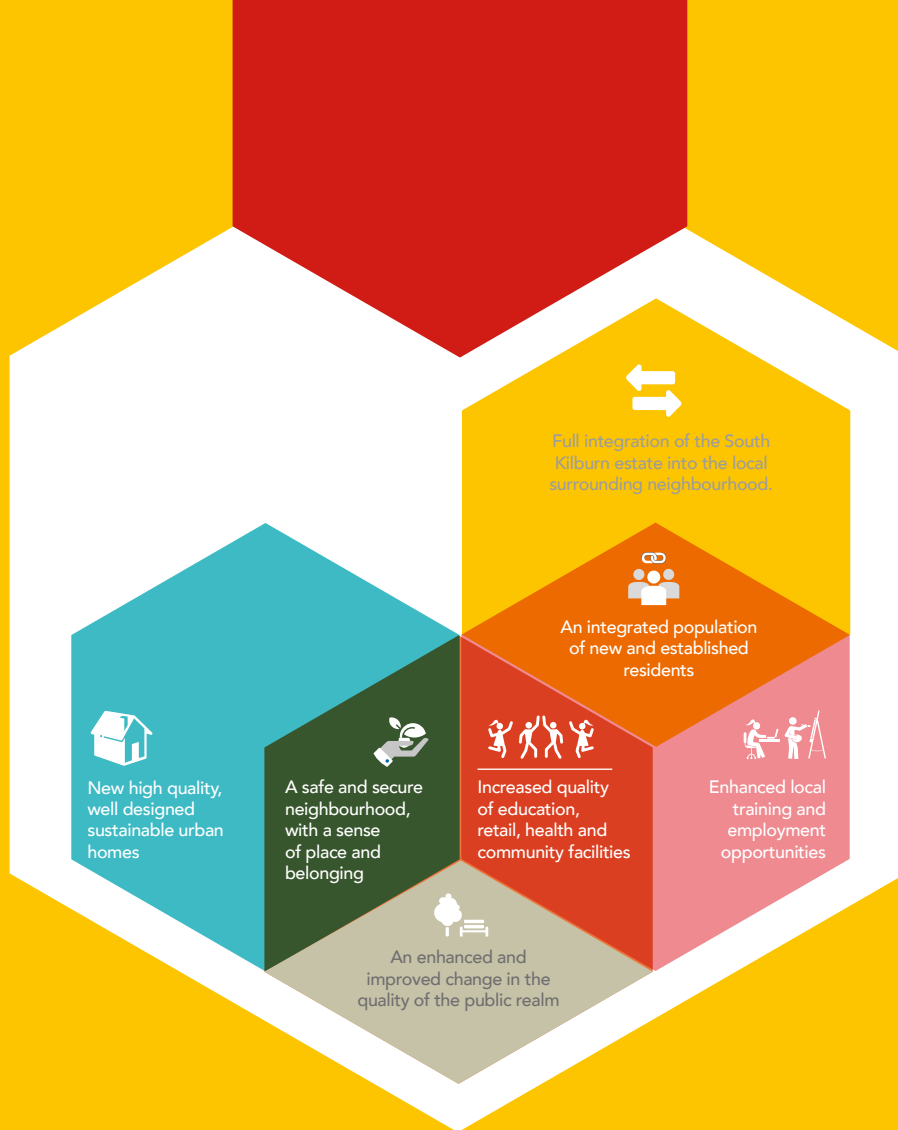 Full integration of the South
Kilburn estate into the local
surrounding neighbourhood.
An integrated population
of new and established
residents
New high quality,
well designed
sustainable urban
homes
A safe and secure
neighbourhood,
with a sense
of place and
belonging
Increased quality
of education,
retail, health and
community facilities
Enhanced local
training and
employment
opportunities
An enhanced and
improved change in the
quality of the public realm